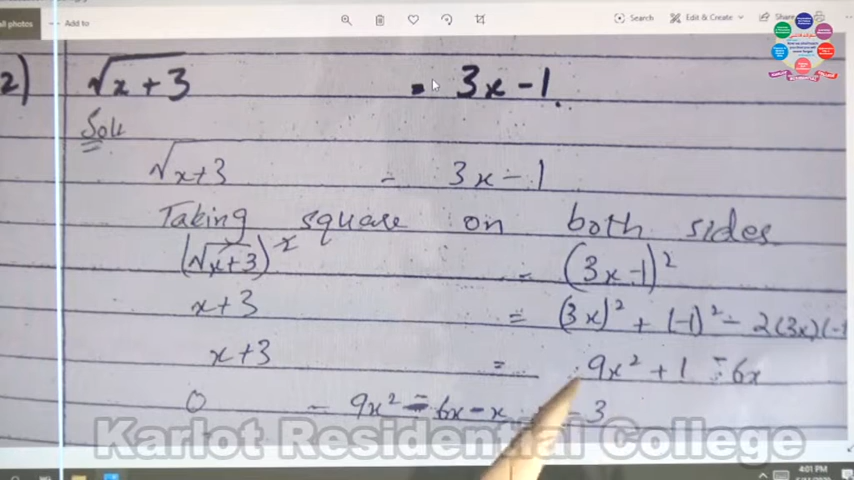 all photos Add to Search Edit & Create Share
2) √x+3 = 3x-1.
Sol:
√x+3 = 3x-1
Taking square on both sides
(√x+3)² = (3x-1)²
x+3 = (3x)² + (-1)² - 2(3x)(-1
x+3 = 9x² + 1 - 6x
0 = 9x² - 6x - x - 3
Karlot Residential College
4:01 PM